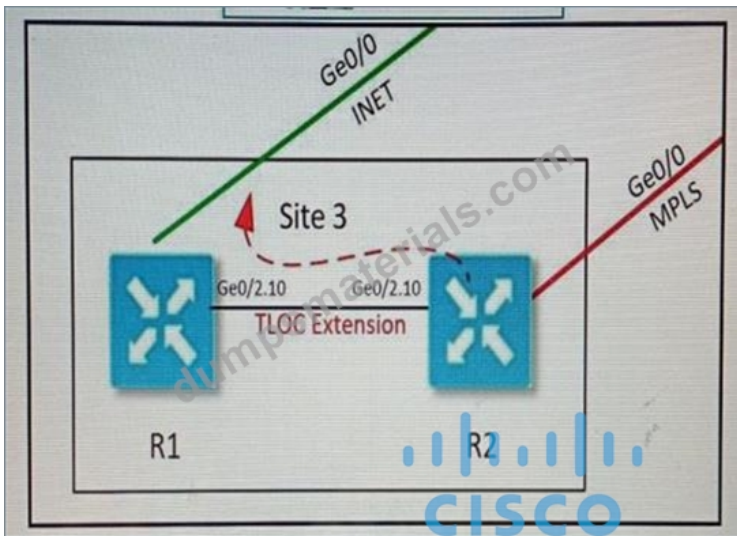 Ge0/0
INET
Ge0/0
MPLS
Site 3
Ge0/2.10
Ge0/2.10
TLOC Extension
R1
R2
dumpsmaterials.com
CISCO